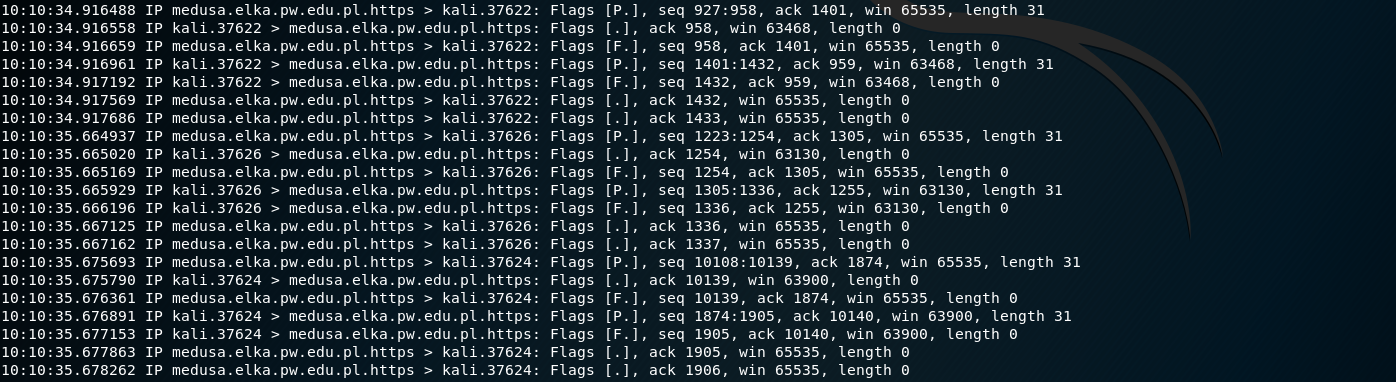 10:10:34.916488 IP medusa.elka.pw.edu.pl.https > kali.37622: Flags [P.], seq 927:958, ack 1401, win 65535, length 31
10:10:34.916558 IP kali.37622 > medusa.elka.pw.edu.pl.https: Flags [.], ack 958, win 63468, length 0
10:10:34.916659 IP medusa.elka.pw.edu.pl.https > kali.37622: Flags [F.], seq 958, ack 1401, win 65535, length 0
10:10:34.916961 IP kali.37622 > medusa.elka.pw.edu.pl.https: Flags [P.], seq 1401:1432, ack 959, win 63468, length 31
10:10:34.917192 IP kali.37622 > medusa.elka.pw.edu.pl.https: Flags [F.], seq 1432, ack 959, win 63468, length 0
10:10:34.917569 IP medusa.elka.pw.edu.pl.https > kali.37622: Flags [.], ack 1432, win 65535, length 0
10:10:34.917686 IP medusa.elka.pw.edu.pl.https > kali.37622: Flags [.], ack 1433, win 65535, length 0
10:10:35.664937 IP medusa.elka.pw.edu.pl.https > kali.37626: Flags [P.], seq 1223:1254, ack 1305, win 65535, length 31
10:10:35.665020 IP kali.37626 > medusa.elka.pw.edu.pl.https: Flags [.], ack 1254, win 63130, length 0
10:10:35.665169 IP medusa.elka.pw.edu.pl.https > kali.37626: Flags [F.], seq 1254, ack 1305, win 65535, length 0
10:10:35.665929 IP kali.37626 > medusa.elka.pw.edu.pl.https: Flags [P.], seq 1305:1336, ack 1255, win 63130, length 31
10:10:35.666196 IP kali.37626 > medusa.elka.pw.edu.pl.https: Flags [F.], seq 1336, ack 1255, win 63130, length 0
10:10:35.667125 IP medusa.elka.pw.edu.pl.https > kali.37626: Flags [.], ack 1336, win 65535, length 0
10:10:35.667162 IP medusa.elka.pw.edu.pl.https > kali.37626: Flags [.], ack 1337, win 65535, length 0
10:10:35.675693 IP medusa.elka.pw.edu.pl.https > kali.37624: Flags [P.], seq 10108:10139, ack 1874, win 65535, length 31
10:10:35.675790 IP kali.37624 > medusa.elka.pw.edu.pl.https: Flags [.], ack 10139, win 63900, length 0
10:10:35.676361 IP medusa.elka.pw.edu.pl.https > kali.37624: Flags [F.], seq 10139, ack 1874, win 65535, length 0
10:10:35.676891 IP kali.37624 > medusa.elka.pw.edu.pl.https: Flags [P.], seq 1874:1905, ack 10140, win 63900, length 31
10:10:35.677153 IP kali.37624 > medusa.elka.pw.edu.pl.https: Flags [F.], seq 1905, ack 10140, win 63900, length 0
10:10:35.677863 IP medusa.elka.pw.edu.pl.https > kali.37624: Flags [.], ack 1905, win 65535, length 0
10:10:35.678262 IP medusa.elka.pw.edu.pl.https > kali.37624: Flags [.], ack 1906, win 65535, length 0